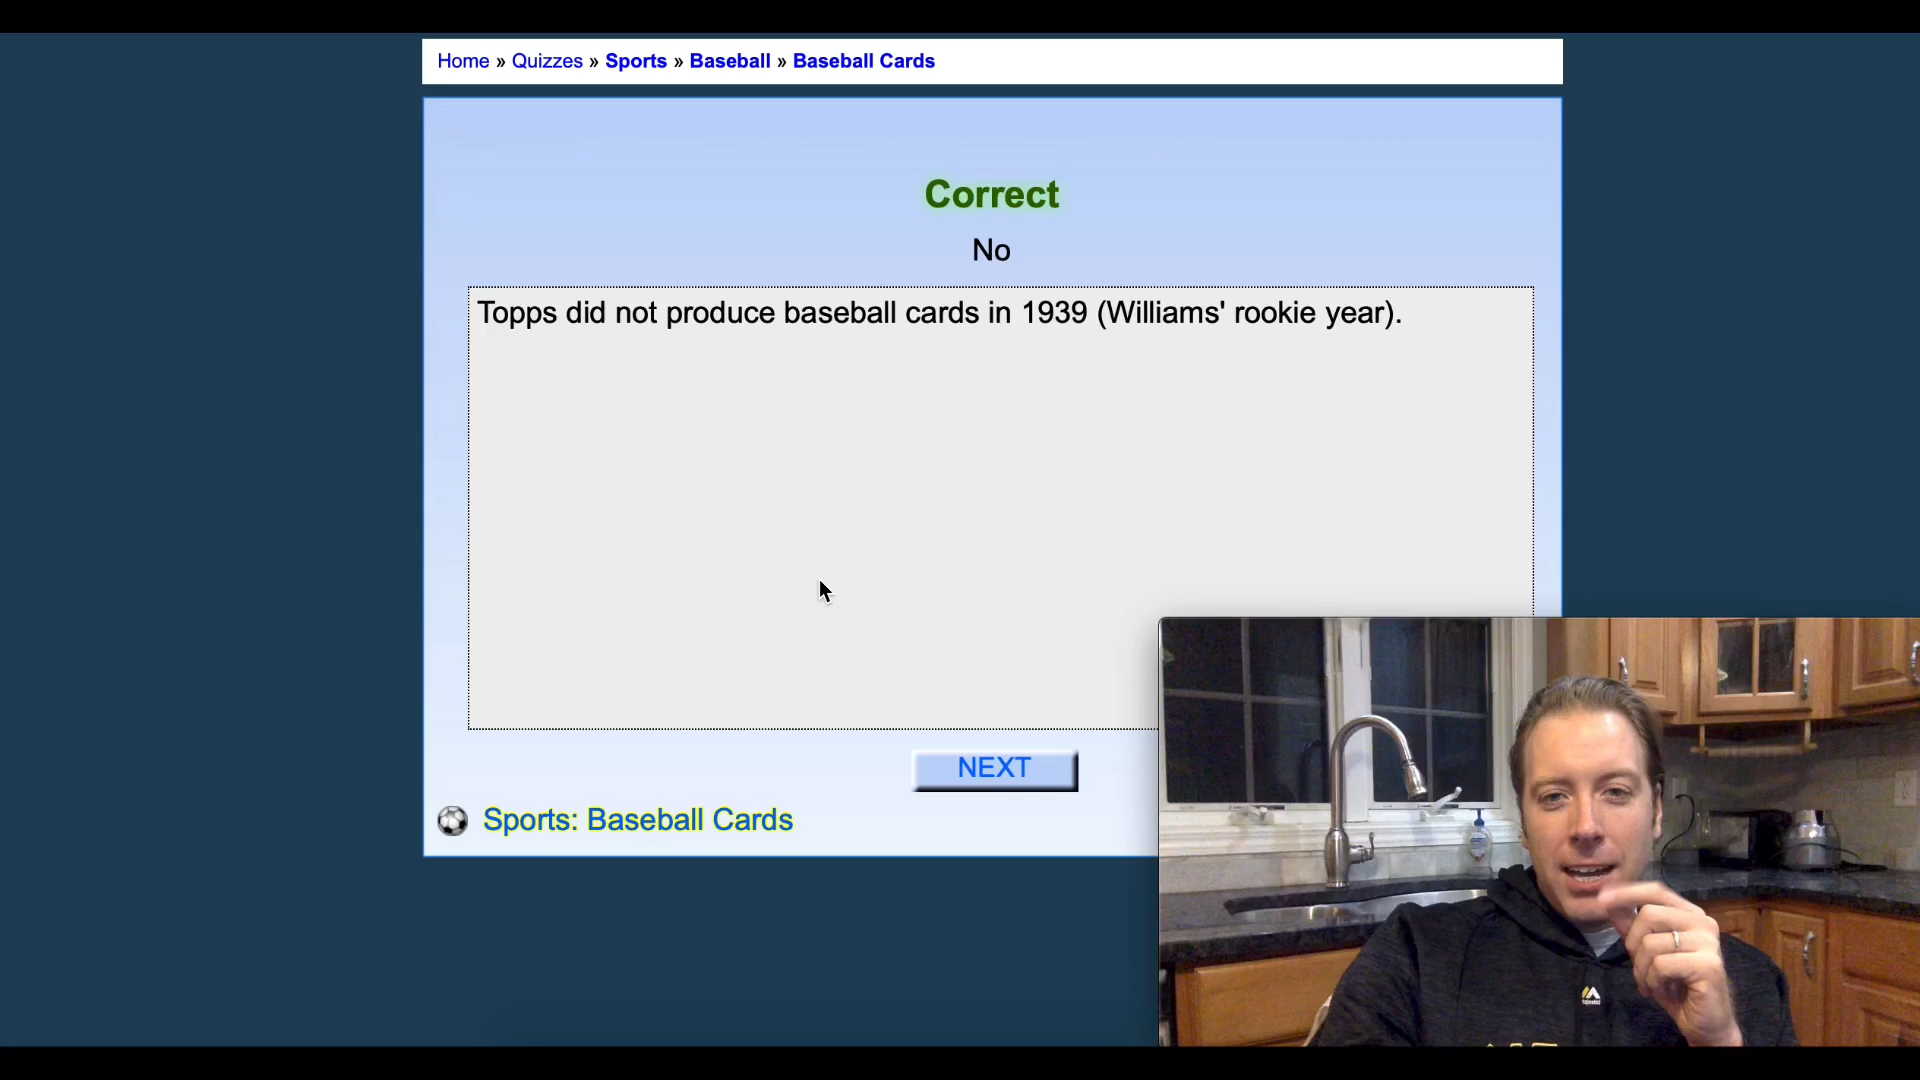 Home » Quizzes » Sports » Baseball » Baseball Cards
Correct
No
Topps did not produce baseball cards in 1939 (Williams' rookie year).
NEXT
Sports: Baseball Cards